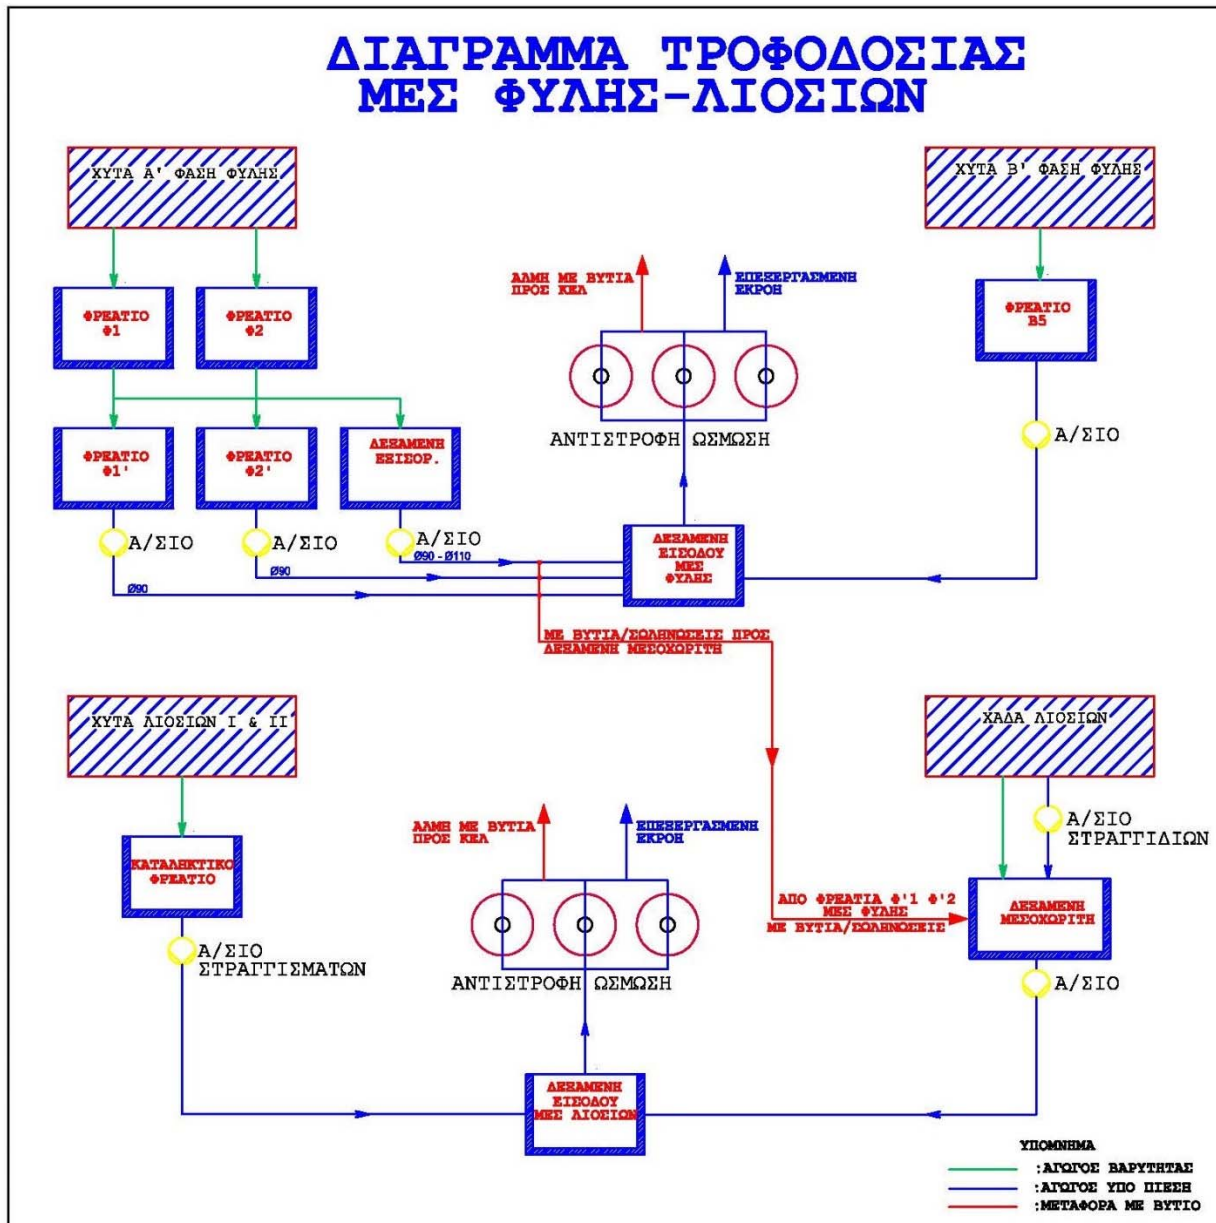 ΔΙΑΓΡΑΜΜΑ ΤΡΟΦΟΔΟΣΙΑΣ
ΜΕΣ ΦΥΛΗΣ-ΛΙΟΣΙΩΝ
ΧΥΤΑ Α' ΦΑΣΗ ΦΥΛΗΣ
ΧΥΤΑ Β' ΦΑΣΗ ΦΥΛΗΣ
ΦΡΕΑΤΙΟ
Φ1
ΦΡΕΑΤΙΟ
Φ2
ΑΛΜΗ ΜΕ ΒΥΤΙΑ
ΠΡΟΣ ΚΕΛ
ΕΠΕΞΕΡΓΑΣΜΕΝΗ
ΕΚΡΟΗ
ΦΡΕΑΤΙΟ
Β5
ΦΡΕΑΤΙΟ
Φ1'
ΦΡΕΑΤΙΟ
Φ2'
ΔΕΞΑΜΕΝΗ
ΕΞΙΣΟΡ.
ΑΝΤΙΣΤΡΟΦΗ ΩΣΜΩΣΗ
Α/ΣΙΟ
Α/ΣΙΟ
Α/ΣΙΟ
Α/ΣΙΟ
Ø90 - Ø110
Ø90
Ø90
ΔΕΞΑΜΕΝΗ
ΕΙΣΟΔΟΥ
ΜΕΣ
ΦΥΛΗΣ
ΜΕ ΒΥΤΙΑ/ΣΩΛΗΝΩΣΕΙΣ ΠΡΟΣ
ΔΕΞΑΜΕΝΗ ΜΕΣΟΧΩΡΙΤΗ
ΧΥΤΑ ΛΙΟΣΙΩΝ Ι & ΙΙ
ΧΑΔΑ ΛΙΟΣΙΩΝ
ΑΛΜΗ ΜΕ ΒΥΤΙΑ
ΠΡΟΣ ΚΕΛ
ΕΠΕΞΕΡΓΑΣΜΕΝΗ
ΕΚΡΟΗ
Α/ΣΙΟ
ΣΤΡΑΓΓΙΔΙΩΝ
ΚΑΤΑΛΗΚΤΙΚΟ
ΦΡΕΑΤΙΟ
ΑΠΟ ΦΡΕΑΤΙΑ Φ'1 Φ'2
ΜΕΣ ΦΥΛΗΣ
ΜΕ ΒΥΤΙΑ/ΣΩΛΗΝΩΣΕΙΣ
ΔΕΞΑΜΕΝΗ
ΜΕΣΟΧΩΡΙΤΗ
Α/ΣΙΟ
ΣΤΡΑΓΓΙΣΜΑΤΩΝ
ΑΝΤΙΣΤΡΟΦΗ ΩΣΜΩΣΗ
Α/ΣΙΟ
ΔΕΞΑΜΕΝΗ
ΕΙΣΟΔΟΥ
ΜΕΣ ΛΙΟΣΙΩΝ
ΥΠΟΜΝΗΜΑ
:ΑΓΩΓΟΣ ΒΑΡΥΤΗΤΑΣ
:ΑΓΩΓΟΣ ΥΠΟ ΠΙΕΣΗ
:ΜΕΤΑΦΟΡΑ ΜΕ ΒΥΤΙΟ